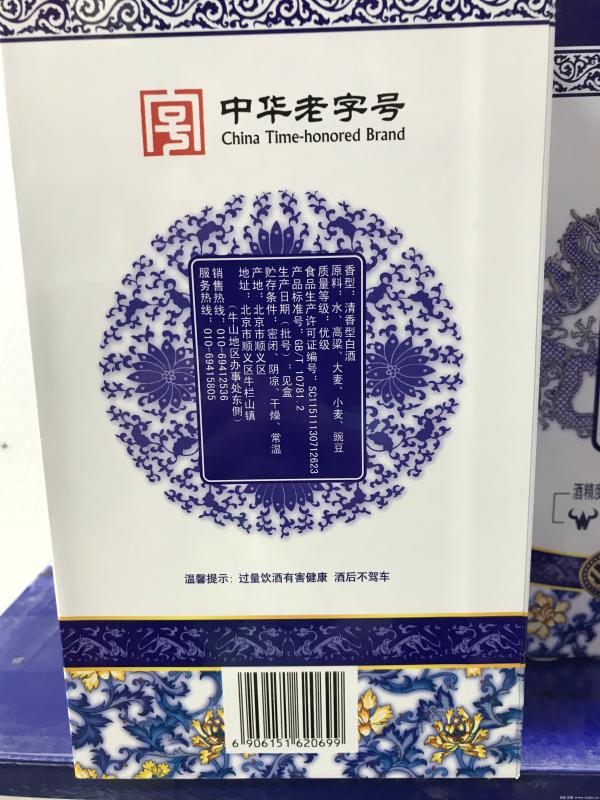 中华老字号
China Time-honored Brand
香型：清香型白酒
原料：水、高粱、大麦、小麦、豌豆
质量等级：优级
食品生产许可证编号：SC11511130712623
产品标准号：GB/T 10781.2
生产日期（批号）：见盒
贮存条件：密闭、阴凉、干燥、常温
产地：北京市顺义区
地址：北京市顺义区牛栏山镇
（牛山地区办事处东侧）
销售热线：010-69412536
服务热线：010-69415805
温馨提示：过量饮酒有害健康 酒后不驾车
6 906151 620699
酒精度